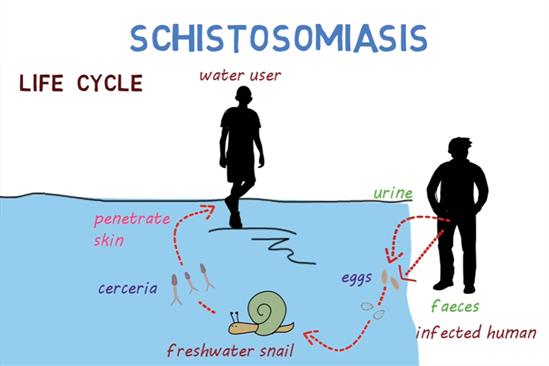 SCHISTOSOMIASIS
LIFE CYCLE
water user
urine
penetrate
skin
cerceria
eggs
faeces
infected human
freshwater snail